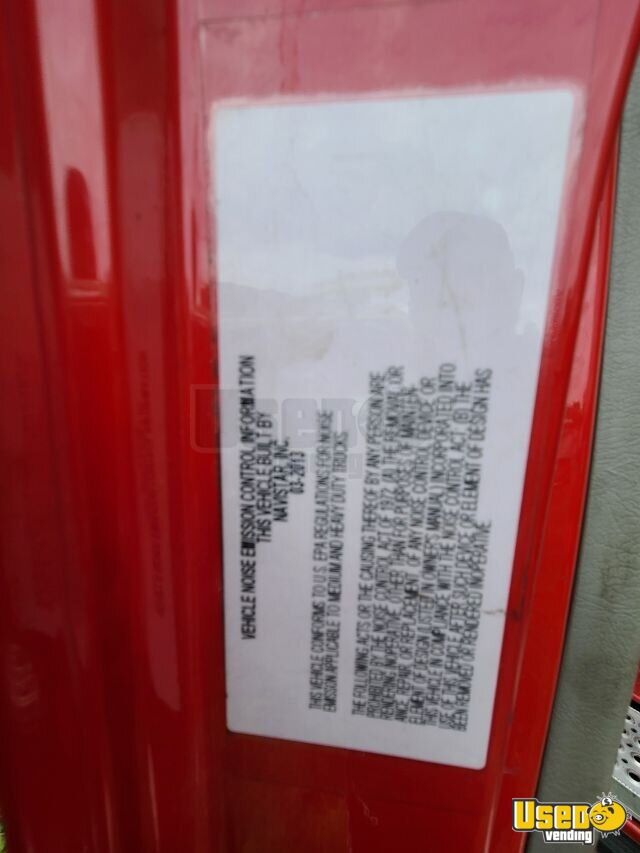 VEHICLE NOISE EMISSION CONTROL INFORMATION
THIS VEHICLE BUILT BY
NAVISTAR, INC.
03-2013
THIS VEHICLE CONFORMS TO U.S. EPA REGULATIONS FOR NOISE
EMISSION APPLICABLE TO MEDIUM AND HEAVY DUTY TRUCKS.
THE FOLLOWING ACTS OR THE CAUSING THEREOF BY ANY PERSON ARE
PROHIBITED BY THE NOISE CONTROL ACT OF 1972. (A) THE REMOVAL OR
RENDERING INOPERATIVE, OTHER THAN FOR PURPOSES OF MAINTEN-
ANCE, REPAIR, OR REPLACEMENT, OF ANY NOISE CONTROL DEVICE OR
ELEMENT OF DESIGN (LISTED IN OWNERS MANUAL) INCORPORATED INTO
THIS VEHICLE IN COMPLIANCE WITH THE NOISE CONTROL ACT, (B) THE
USE OF THIS VEHICLE AFTER SUCH DEVICE OR ELEMENT OF DESIGN HAS
BEEN REMOVED OR RENDERED INOPERATIVE.
USED
vending